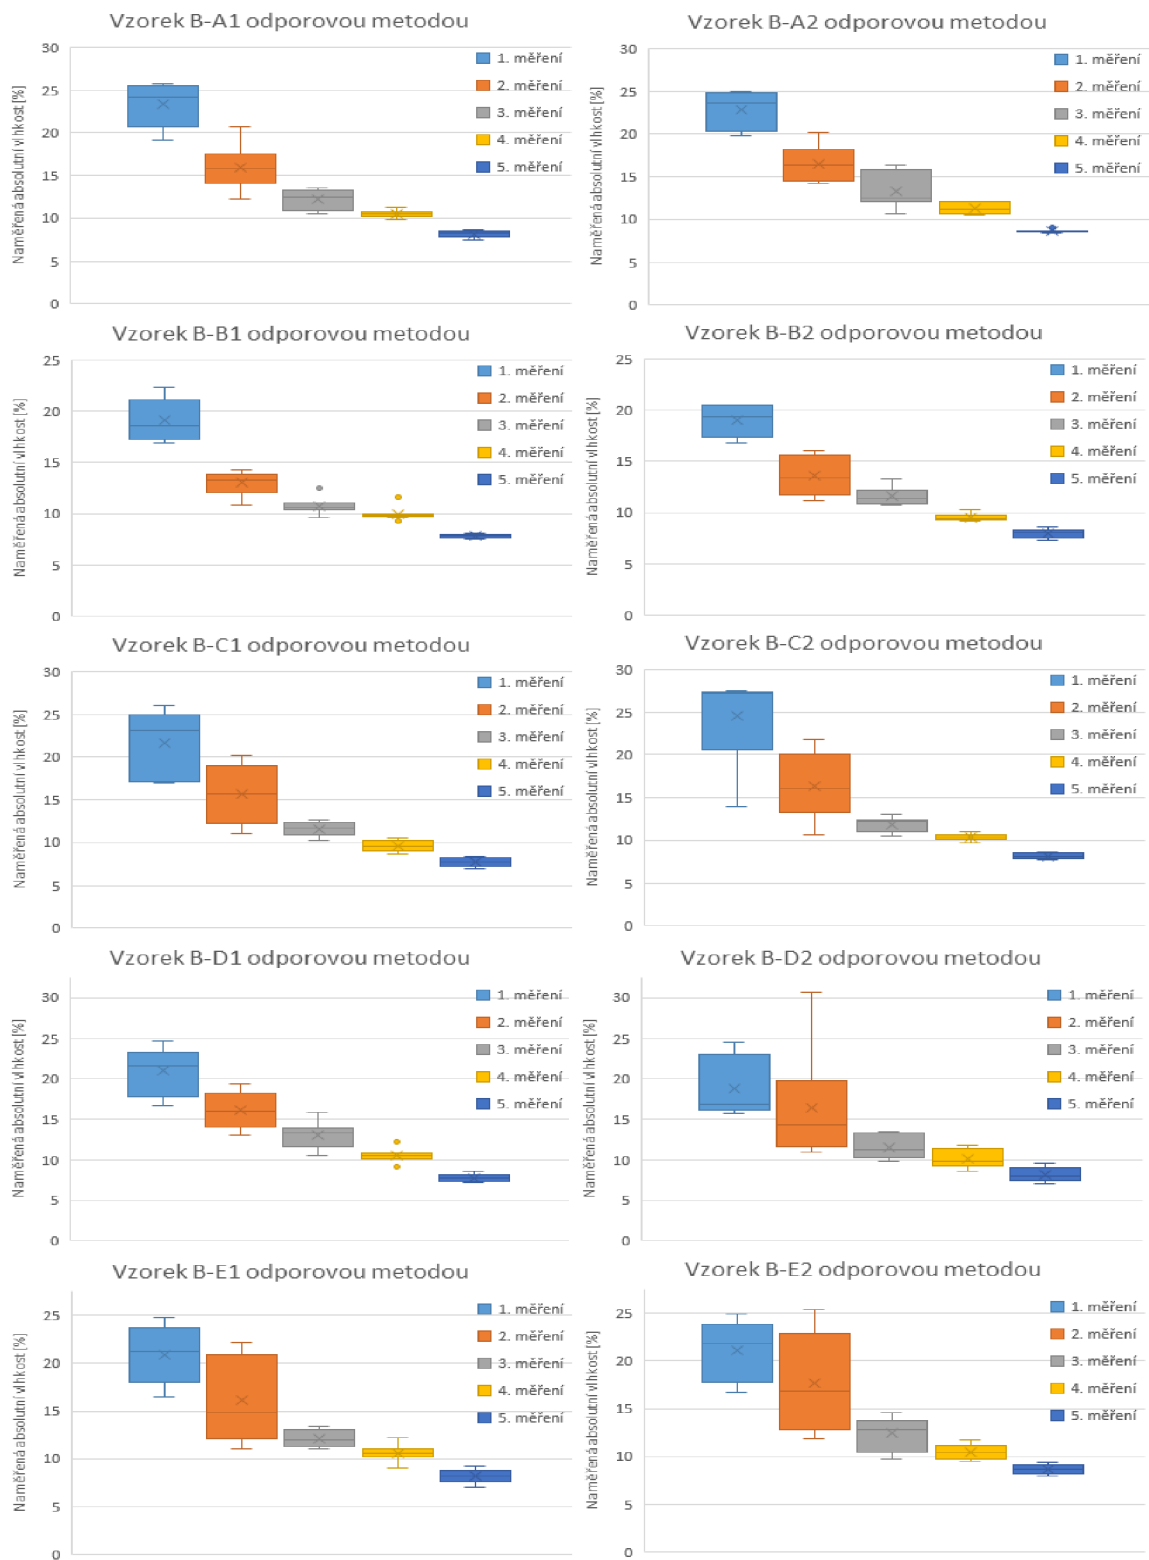 Vzorek B-A1 odporovou metodou
Naměřená absolutní vlhkost [%]
30
25
20
15
10
5
0
1. měření
2. měření
3. měření
4. měření
5. měření
Vzorek B-A2 odporovou metodou
Naměřená absolutní vlhkost [%]
30
25
20
15
10
5
0
1. měření
2. měření
3. měření
4. měření
5. měření
Vzorek B-B1 odporovou metodou
Naměřená absolutní vlhkost [%]
25
20
15
10
5
0
1. měření
2. měření
3. měření
4. měření
5. měření
Vzorek B-B2 odporovou metodou
Naměřená absolutní vlhkost [%]
25
20
15
10
5
0
1. měření
2. měření
3. měření
4. měření
5. měření
Vzorek B-C1 odporovou metodou
Naměřená absolutní vlhkost [%]
30
25
20
15
10
5
0
1. měření
2. měření
3. měření
4. měření
5. měření
Vzorek B-C2 odporovou metodou
Naměřená absolutní vlhkost [%]
30
25
20
15
10
5
0
1. měření
2. měření
3. měření
4. měření
5. měření
Vzorek B-D1 odporovou metodou
Naměřená absolutní vlhkost [%]
30
25
20
15
10
5
0
1. měření
2. měření
3. měření
4. měření
5. měření
Vzorek B-D2 odporovou metodou
Naměřená absolutní vlhkost [%]
30
25
20
15
10
5
0
1. měření
2. měření
3. měření
4. měření
5. měření
Vzorek B-E1 odporovou metodou
Naměřená absolutní vlhkost [%]
25
20
15
10
5
0
1. měření
2. měření
3. měření
4. měření
5. měření
Vzorek B-E2 odporovou metodou
Naměřená absolutní vlhkost [%]
25
20
15
10
5
0
1. měření
2. měření
3. měření
4. měření
5. měření